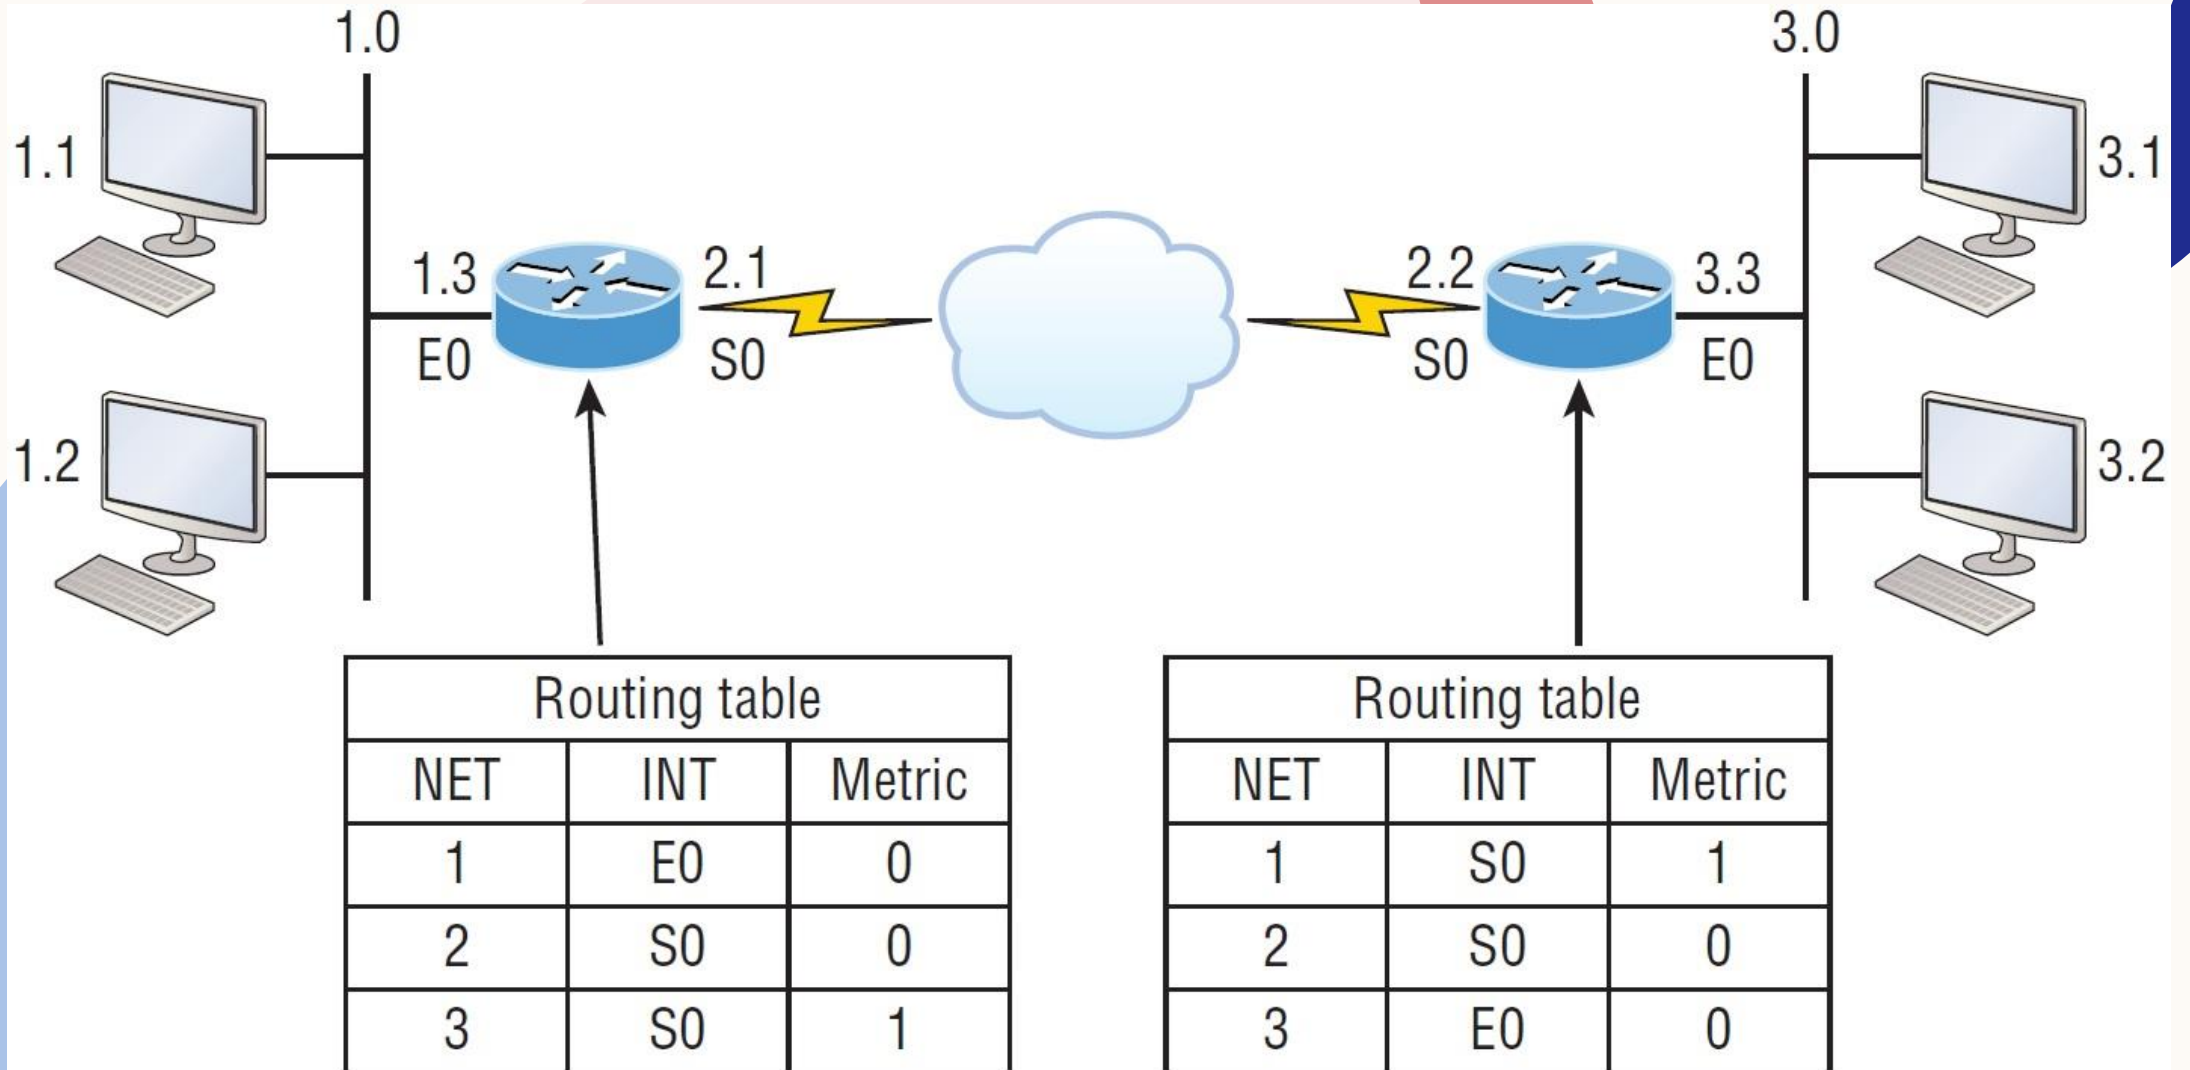 1.0
3.0
1.1
3.1
1.3
2.1
2.2
3.3
E0
S0
S0
E0
1.2
3.2
Routing table
NET INT Metric
1 E0 0
2 S0 0
3 S0 1
Routing table
NET INT Metric
1 S0 1
2 S0 0
3 E0 0